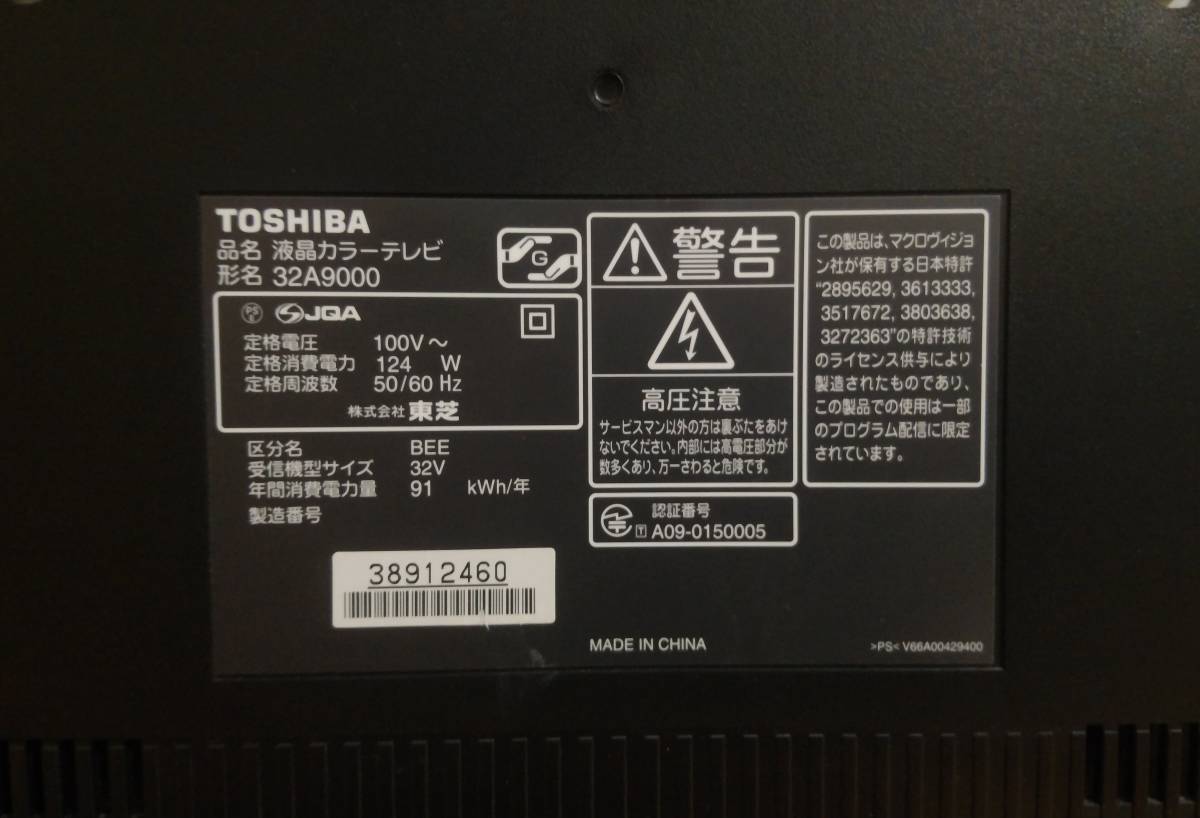 TOSHIBA
品名 液晶カラーテレビ
形名 32A9000
G
PS
E
JQA
定格電圧 100V～
定格消費電力 124 W
定格周波数 50/60 Hz
株式会社 東芝
区分名 BEE
受信機型サイズ 32V
年間消費電力量 91 kWh/年
製造番号
38912460
警告
高圧注意
サービスマン以外の方は裏ぶたをあけ
ないでください。内部には高電圧部分が
数多くあり、万一さわると危険です。
認証番号
T A09-0150005
この製品は、マクロヴィジョ
ン社が保有する日本特許
"2895629, 3613333,
3517672, 3803638,
3272363"の特許技術
のライセンス供与により
製造されたものであり、
この製品での使用は一部
のプログラム配信に限定
されています。
MADE IN CHINA
>PS< V66A00429400